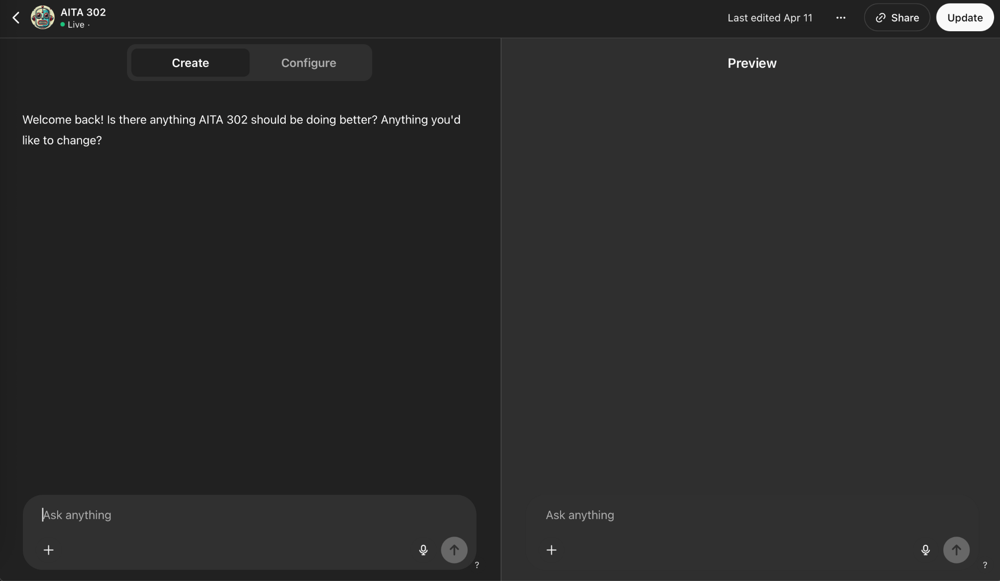 AITA 302
Live ·
Last edited Apr 11
Share
Update
Create
Configure
Preview
Welcome back! Is there anything AITA 302 should be doing better? Anything you'd
like to change?
Ask anything
?
Ask anything
?